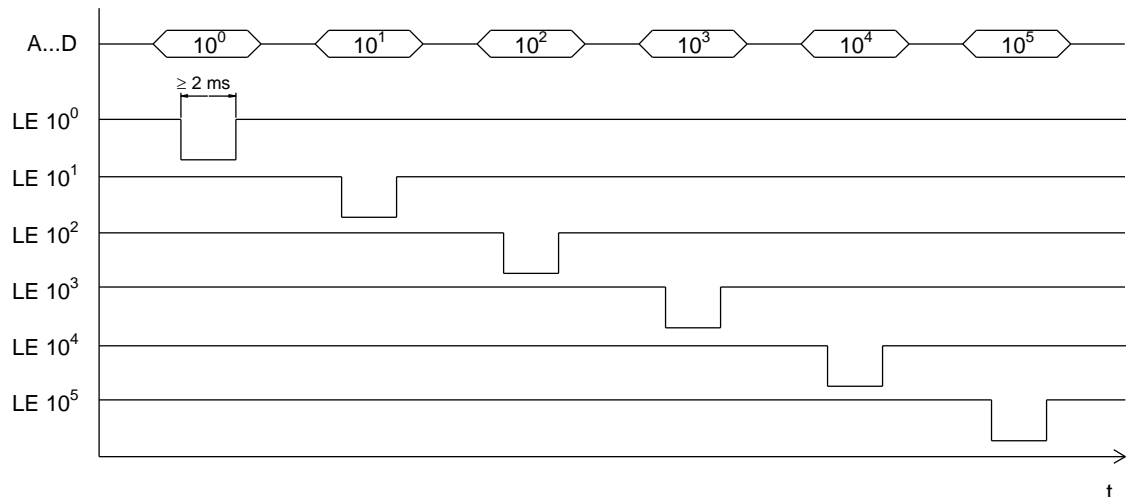 A...D 10⁰ 10¹ 10² 10³ 10⁴ 10⁵
≥ 2 ms
LE 10⁰
LE 10¹
LE 10²
LE 10³
LE 10⁴
LE 10⁵
t